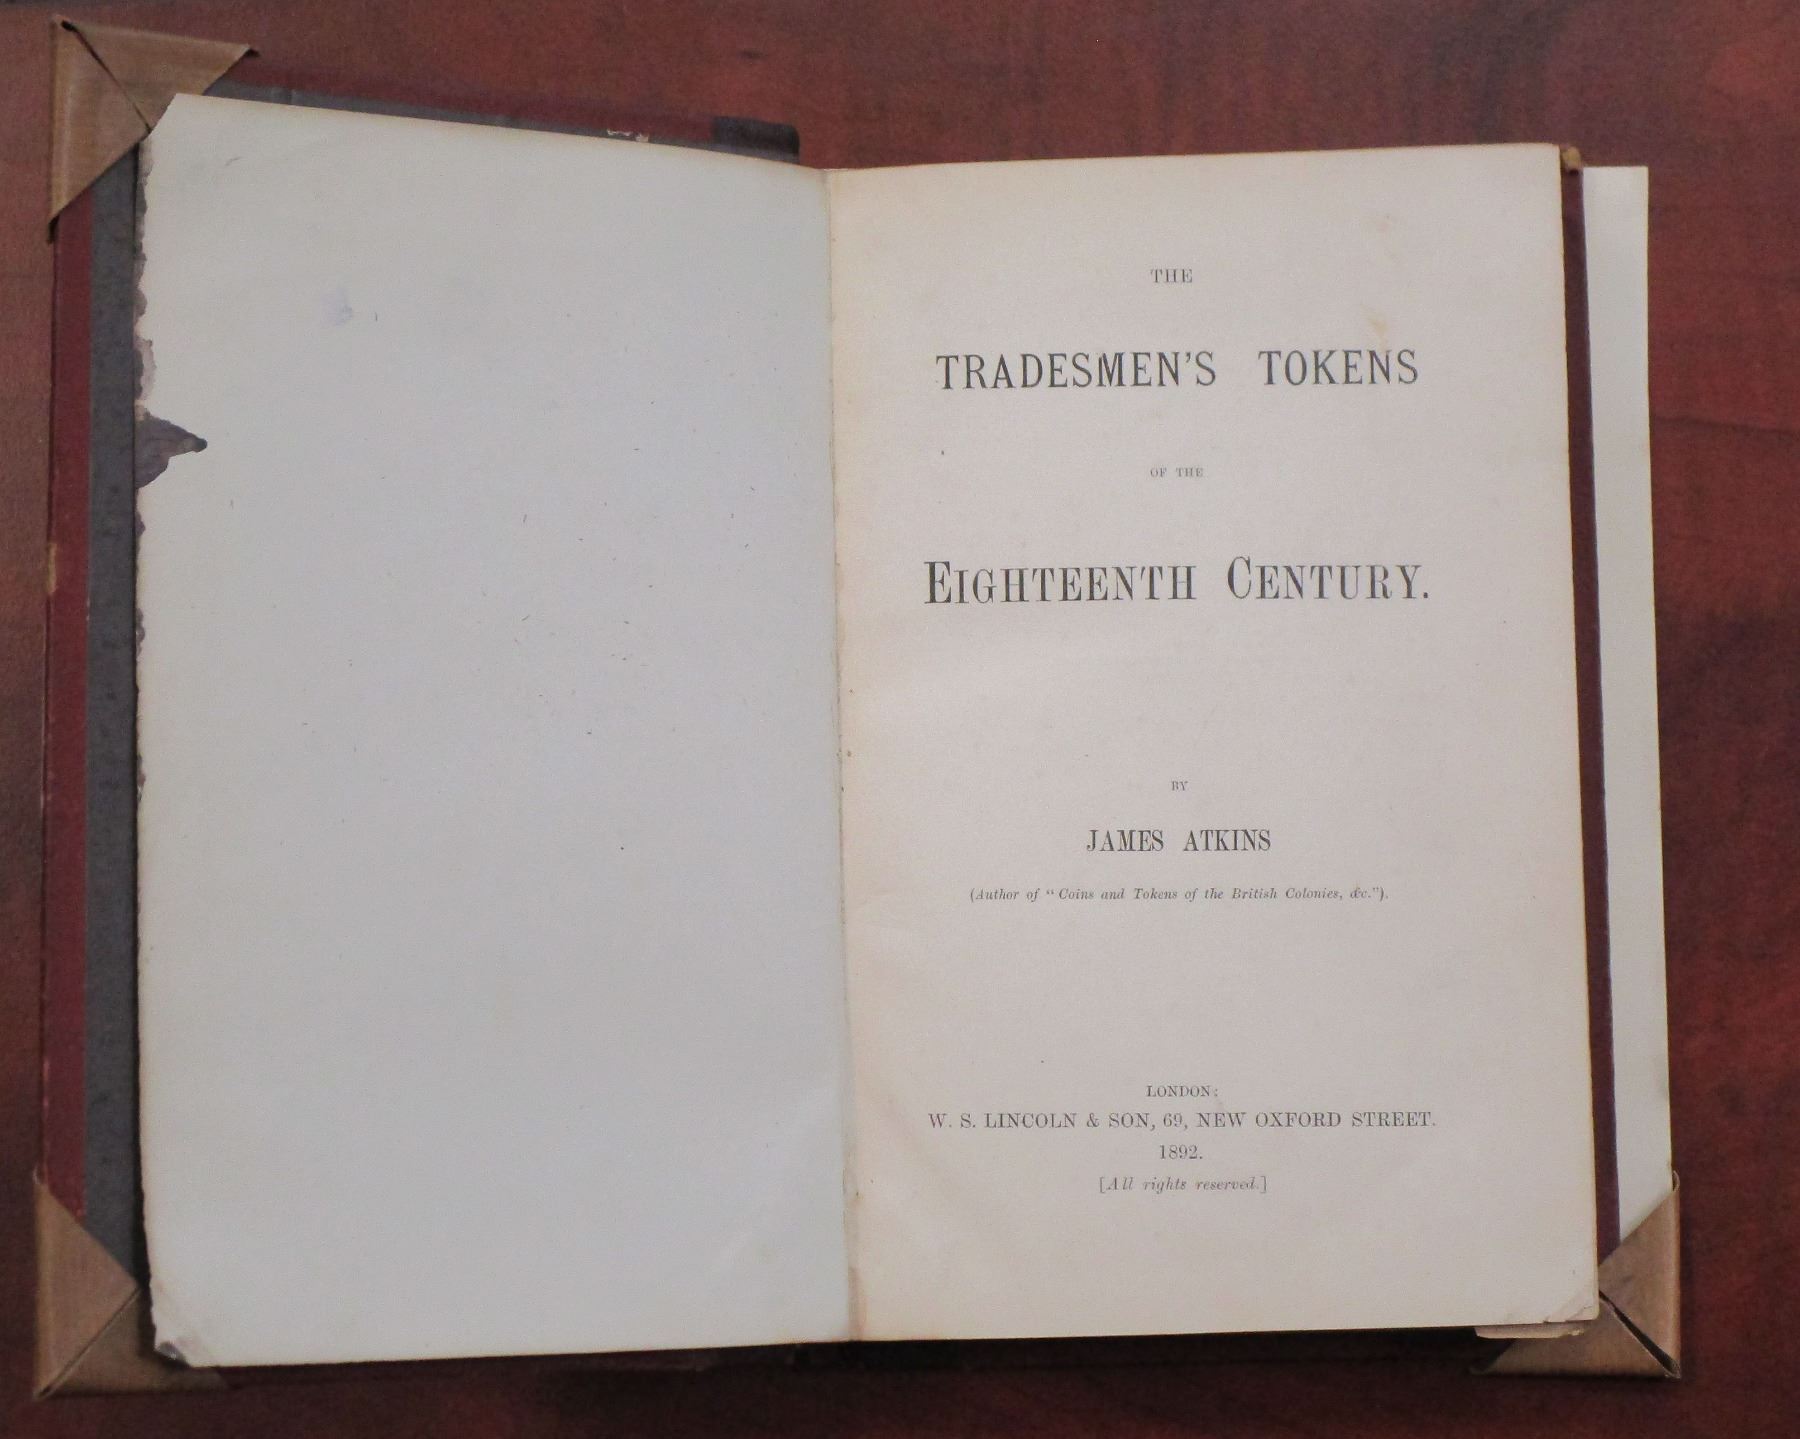 THE
TRADESMEN'S TOKENS
OF THE
EIGHTEENTH CENTURY.
BY
JAMES ATKINS
(Author of "Coins and Tokens of the British Colonies, &c.").
LONDON:
W. S. LINCOLN & SON, 69, NEW OXFORD STREET.
1892.
[All rights reserved.]